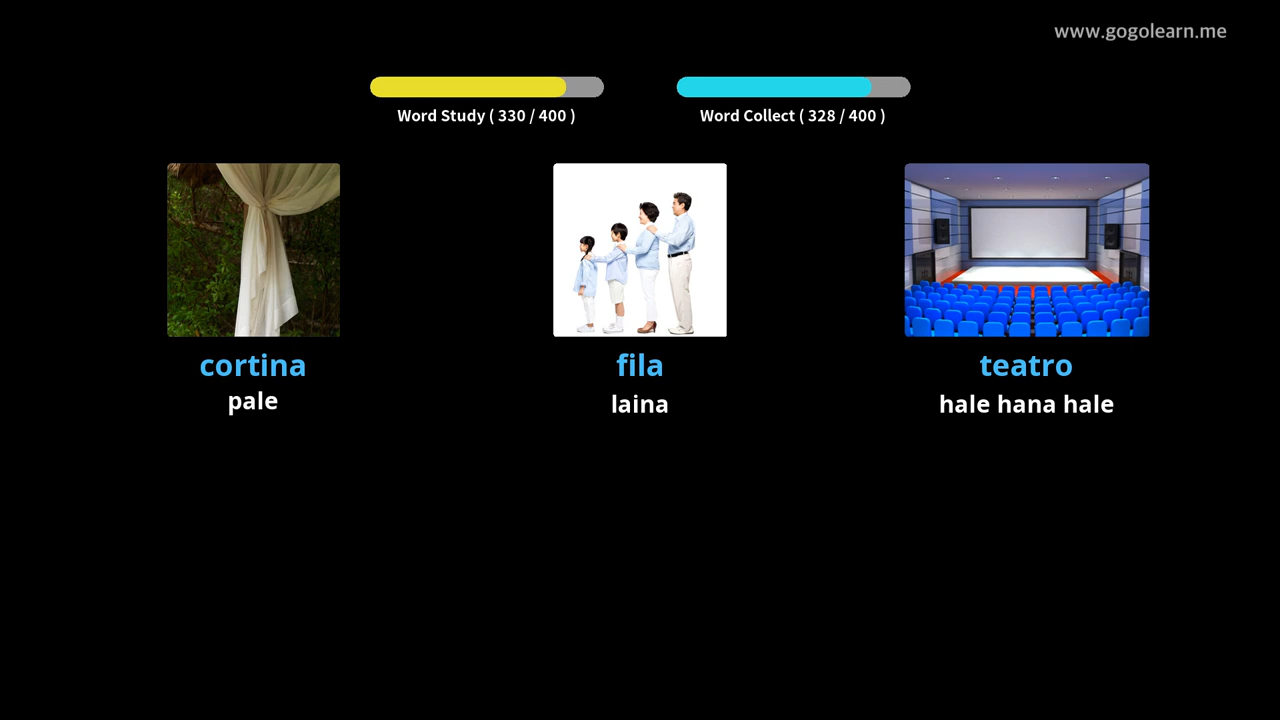 www.gogolearn.me
Word Study ( 330 / 400 )
Word Collect ( 328 / 400 )
cortina
pale
fila
laina
teatro
hale hana hale